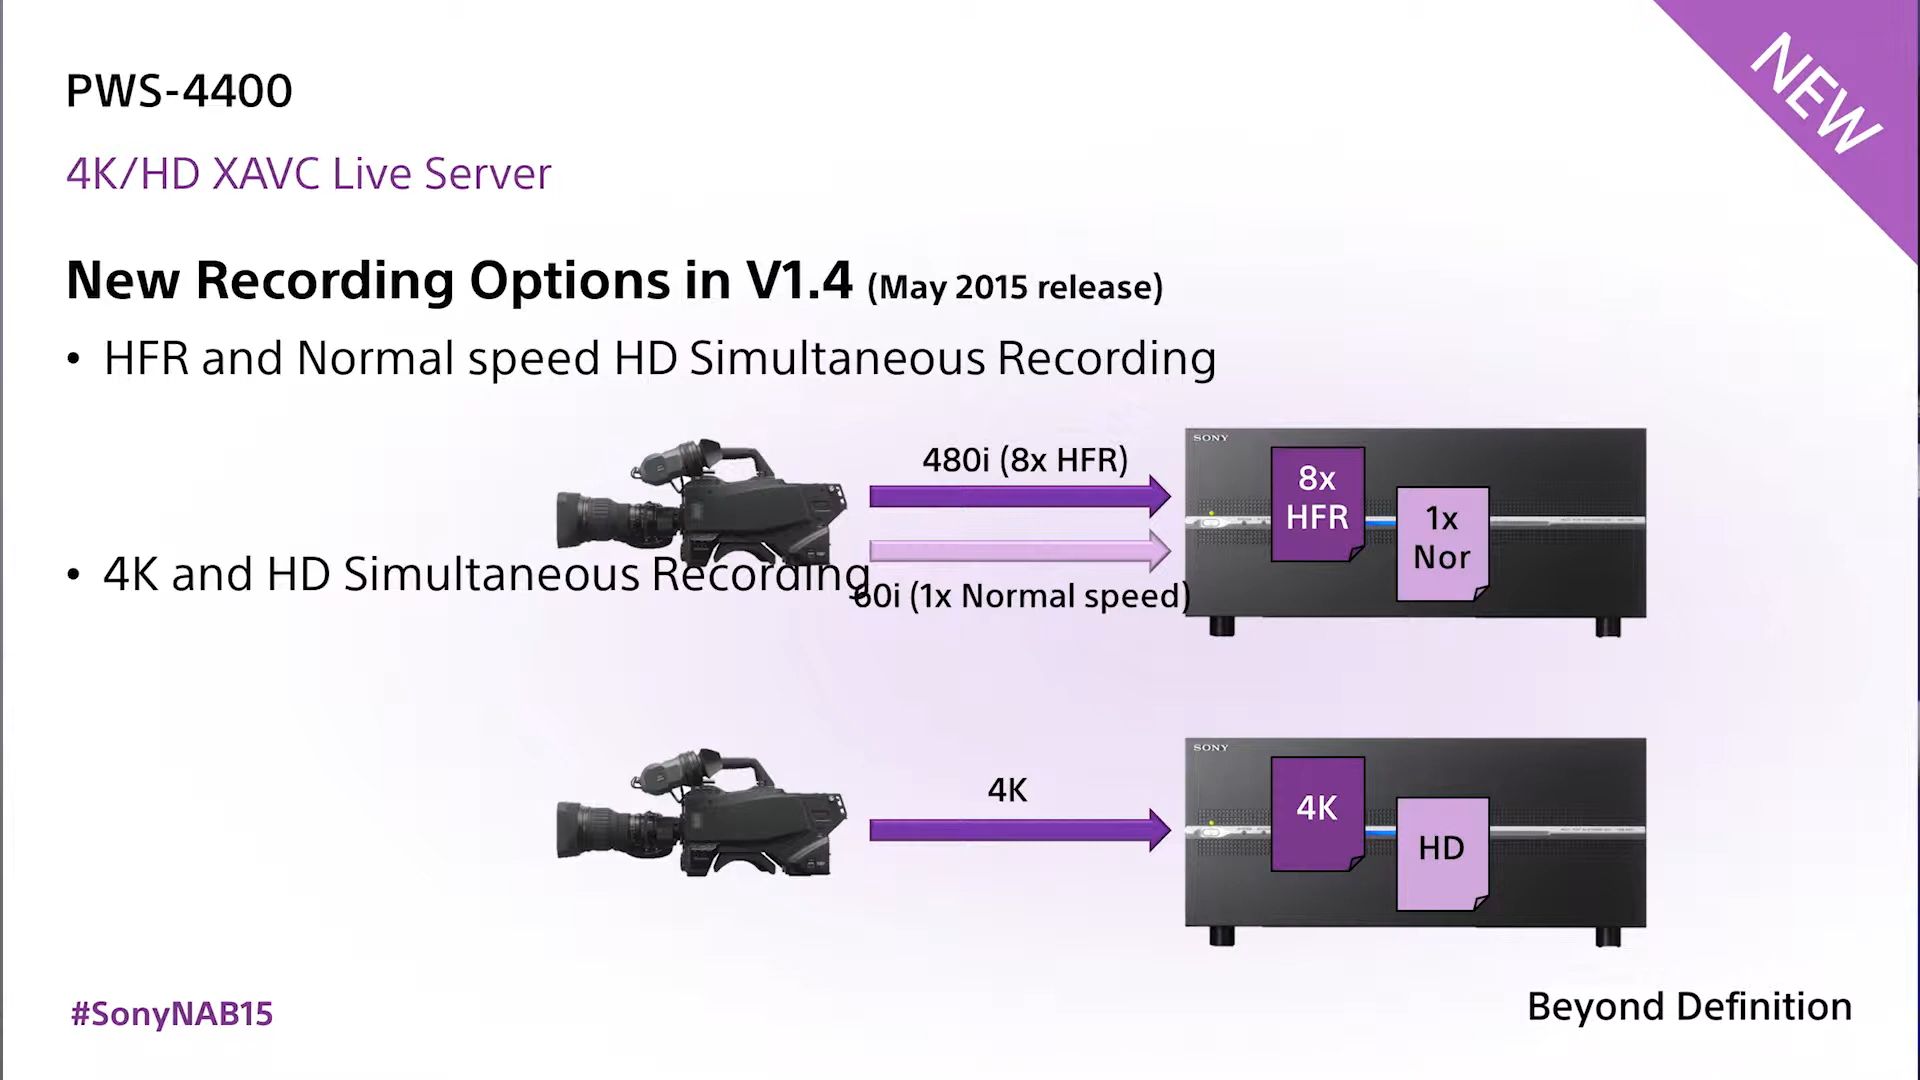 PWS-4400
NEW
4K/HD XAVC Live Server
New Recording Options in V1.4 (May 2015 release)
• HFR and Normal speed HD Simultaneous Recording
480i (8x HFR)
SONY
8x
HFR
1x
Nor
• 4K and HD Simultaneous Recording
60i (1x Normal speed)
SONY
4K
4K
HD
#SonyNAB15
Beyond Definition